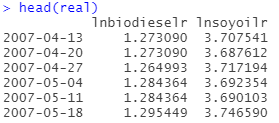 > head(real)
lnbiodieselr lnsoyoilr
2007-04-13 1.273090 3.707541
2007-04-20 1.273090 3.687612
2007-04-27 1.264993 3.717194
2007-05-04 1.284364 3.692354
2007-05-11 1.284364 3.690103
2007-05-18 1.295449 3.746590